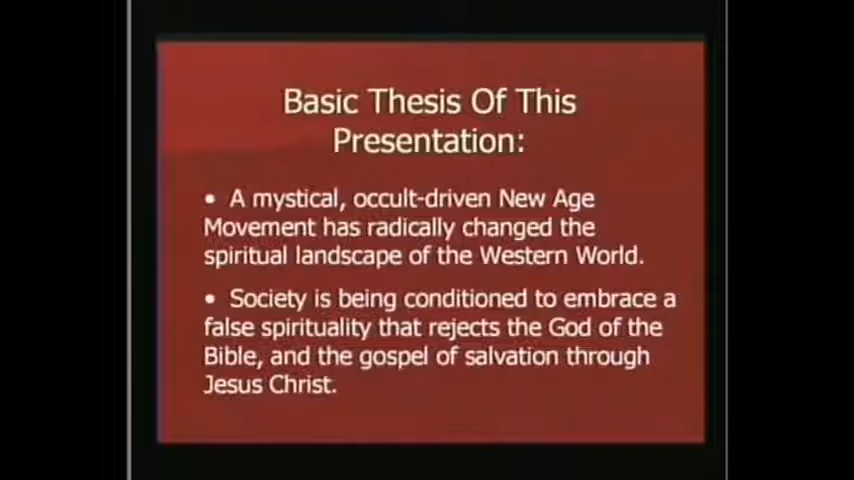 Basic Thesis Of This
Presentation:
• A mystical, occult-driven New Age
Movement has radically changed the
spiritual landscape of the Western World.
• Society is being conditioned to embrace a
false spirituality that rejects the God of the
Bible, and the gospel of salvation through
Jesus Christ.